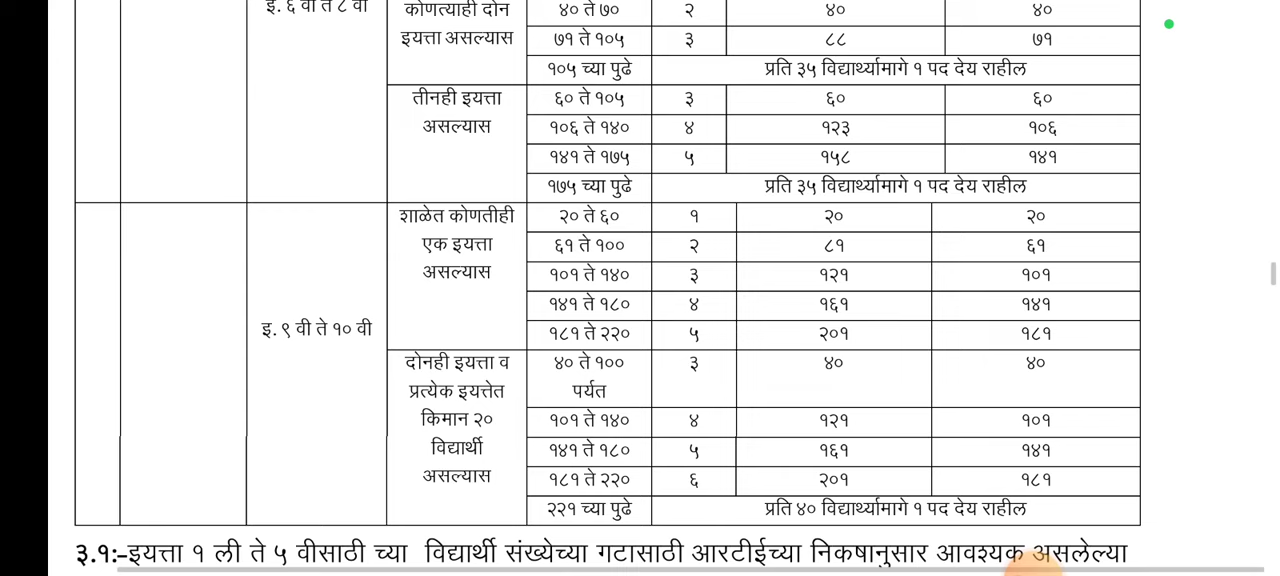 इ. ६ वी ते ८ वी
कोणत्याही दोन ४० ते ७० २ ४० ४०
इयत्ता असल्यास ७१ ते १०५ ३ ८८ ७१
१०५ च्या पुढे प्रति ३५ विद्यार्थ्यामागे १ पद देय राहील
तीनही इयत्ता ६० ते १०५ ३ ६० ६०
असल्यास १०६ ते १४० ४ १२३ १०६
१४१ ते १७५ ५ १५८ १४१
१७५ च्या पुढे प्रति ३५ विद्यार्थ्यामागे १ पद देय राहील
शाळेत कोणतीही २० ते ६० १ २० २०
एक इयत्ता ६१ ते १०० २ ८१ ६१
असल्यास १०१ ते १४० ३ १२१ १०१
१४१ ते १८० ४ १६१ १४१
इ. ९ वी ते १० वी १८१ ते २२० ५ २०१ १८१
दोनही इयत्ता व ४० ते १०० ३ ४० ४०
प्रत्येक इयत्तेत पर्यत
किमान २० १०१ ते १४० ४ १२१ १०१
विद्यार्थी १४१ ते १८० ५ १६१ १४१
असल्यास १८१ ते २२० ६ २०१ १८१
२२१ च्या पुढे प्रति ४० विद्यार्थ्यामागे १ पद देय राहील
३.१:-इयत्ता १ ली ते ५ वीसाठी च्या विद्यार्थी संख्येच्या गटासाठी आरटीईच्या निकषानुसार आवश्यक असलेल्या